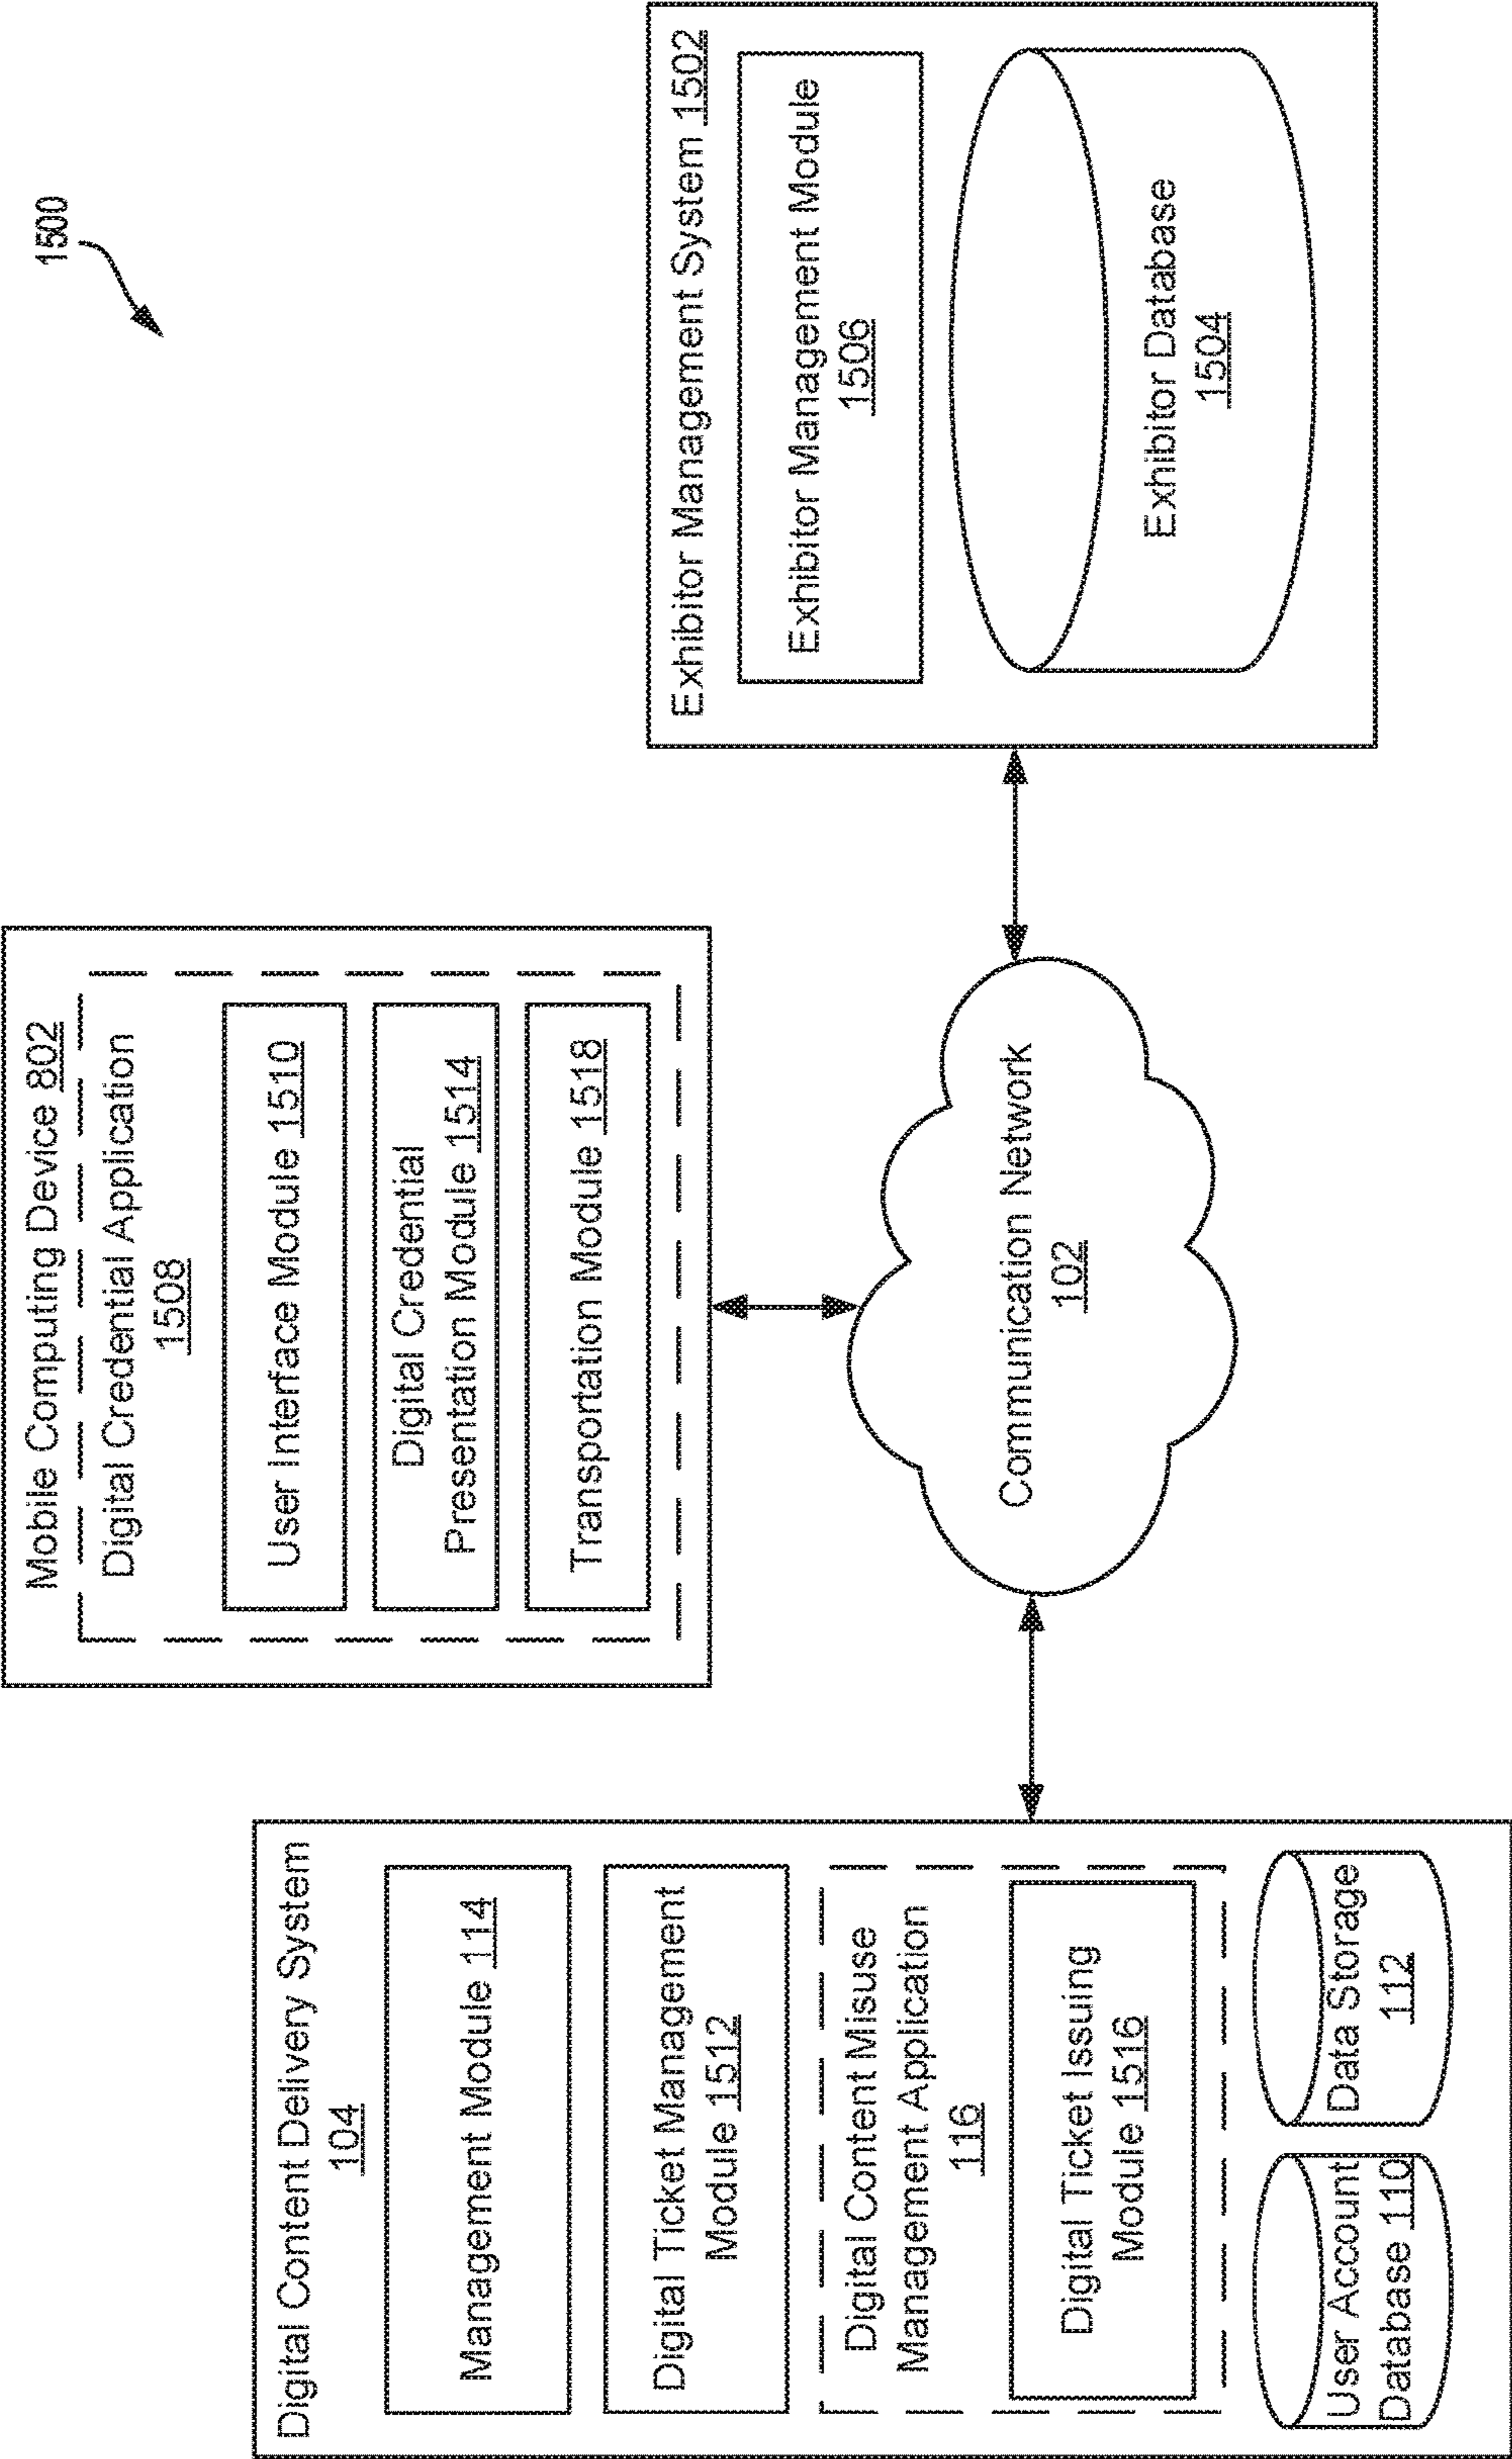 1500
Digital Content Delivery System
104
Management Module 114
Digital Ticket Management
Module 1512
Digital Content Misuse
Management Application
116
Digital Ticket Issuing
Module 1516
User Account
Database 110
Data Storage
112
Mobile Computing Device 802
Digital Credential Application
1508
User Interface Module 1510
Digital Credential
Presentation Module 1514
Transportation Module 1518
Communication Network
102
Exhibitor Management System 1502
Exhibitor Management Module
1506
Exhibitor Database
1504